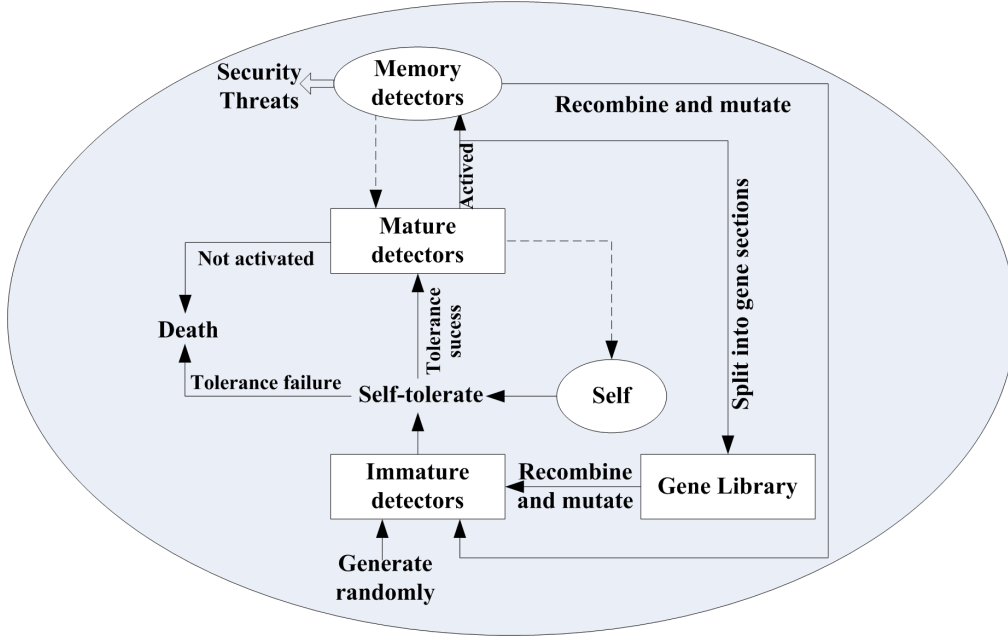 Security
Threats
Memory
detectors
Recombine and mutate
Actived
Mature
detectors
Not activated
Split into gene sections
Death
Tolerance
sucess
Tolerance failure
Self-tolerate
Self
Immature
detectors
Recombine
and mutate
Gene Library
Generate
randomly